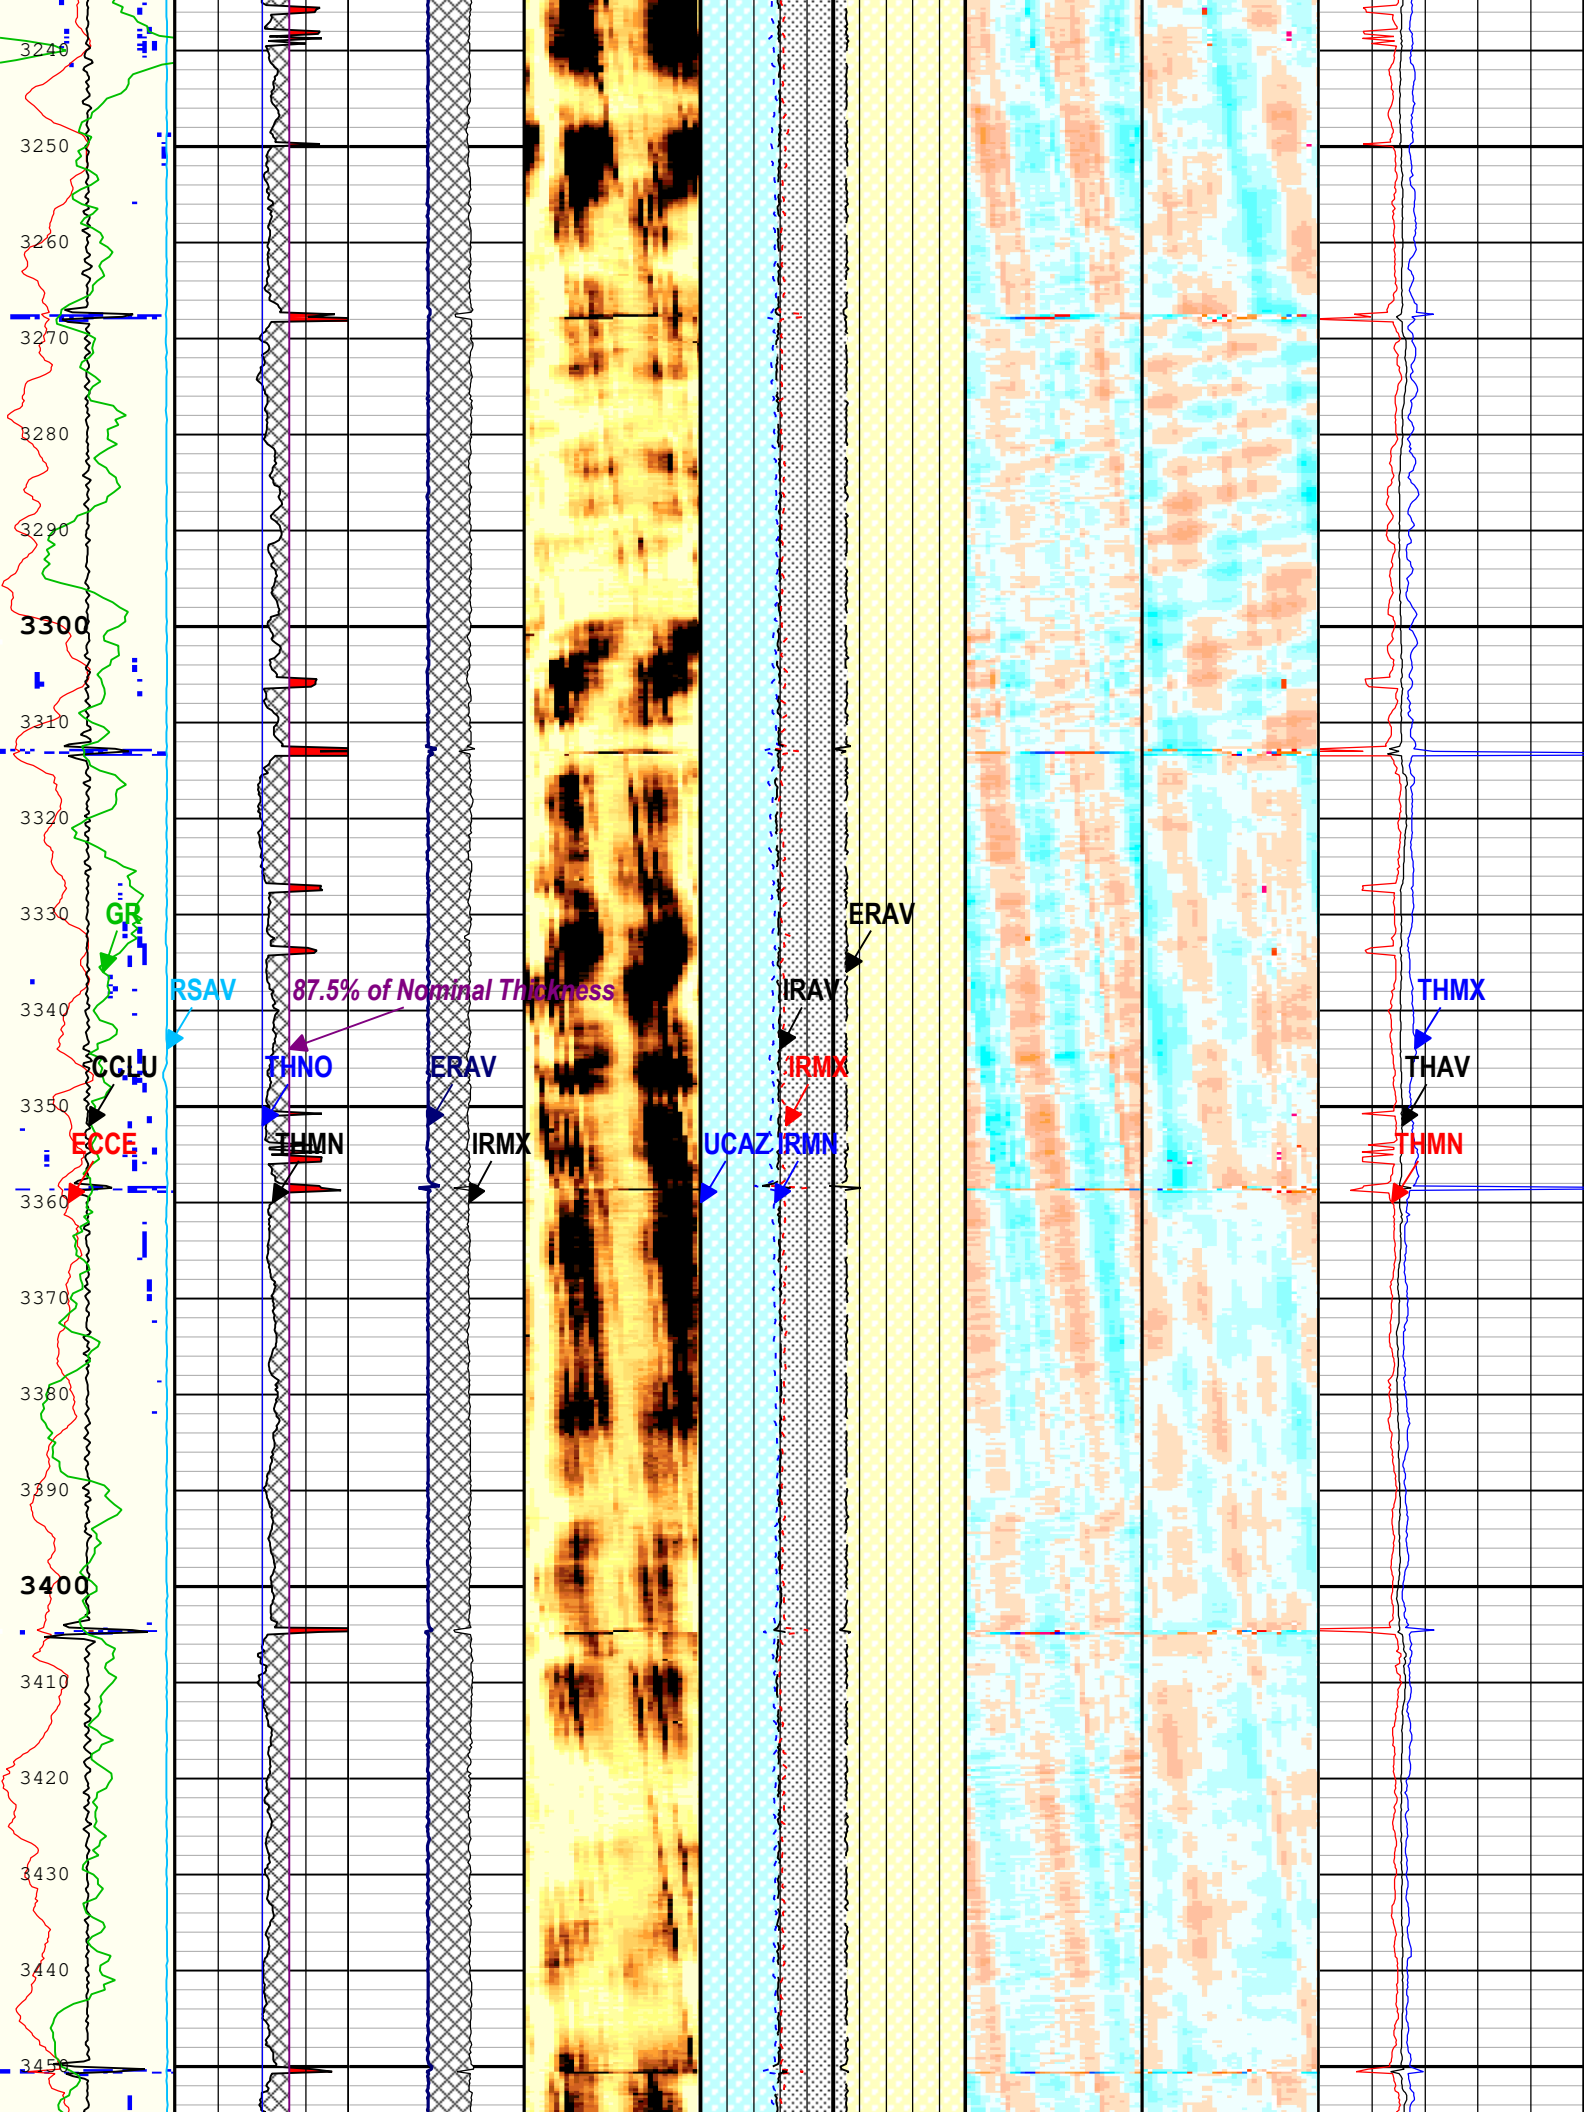 3240
3250
3260
3270
3280
3290
3300
3310
3320
3330
GR
ERAV
3340
RSAV
87.5% of Nominal Thickness
IRAV
THMX
CCLU
THNO
ERAV
IRMX
THAV
3350
ECCE
THMN
IRMX
UCAZ
IRMN
THMN
3360
3370
3380
3390
3400
3410
3420
3430
3440
3450